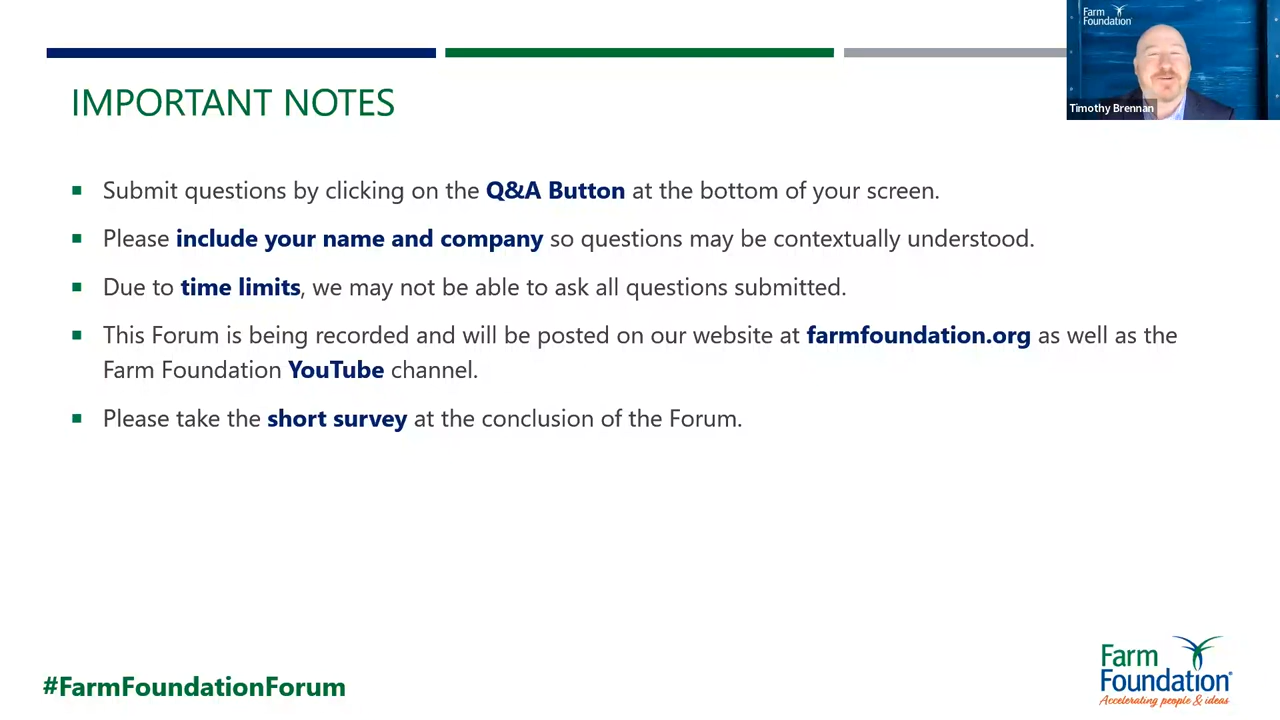 Farm
Foundation
Timothy Brennan
IMPORTANT NOTES
Submit questions by clicking on the Q&A Button at the bottom of your screen.
Please include your name and company so questions may be contextually understood.
Due to time limits, we may not be able to ask all questions submitted.
This Forum is being recorded and will be posted on our website at farmfoundation.org as well as the
Farm Foundation YouTube channel.
Please take the short survey at the conclusion of the Forum.
#FarmFoundationForum
Farm
Foundation®
Accelerating people & ideas